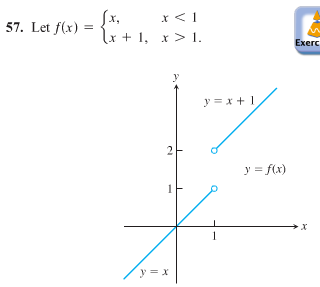 57. Let f(x) = { x, x < 1
x + 1, x > 1.
Exerc
y
y = x + 1
2
y = f(x)
1
x
1
y = x